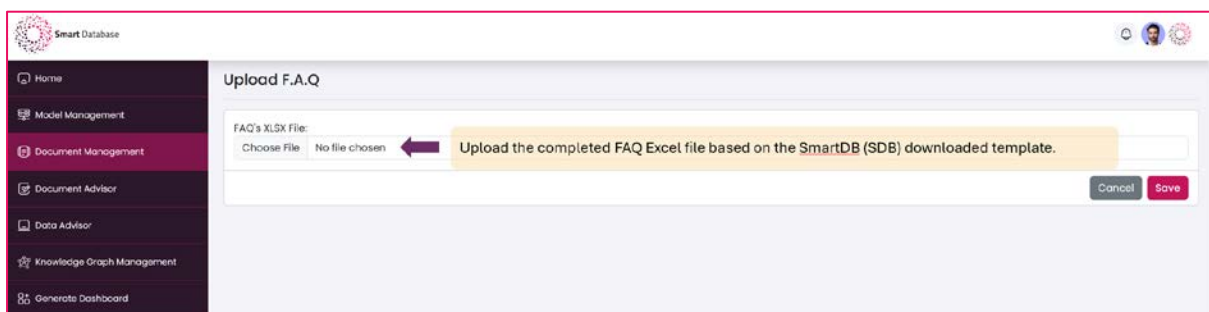 Smart Database
Home
Upload F.A.Q
Model Management
FAQ's XLSX File:
Choose File No file chosen
Upload the completed FAQ Excel file based on the SmartDB (SDB) downloaded template.
Document Management
Cancel Save
Document Advisor
Data Advisor
Knowledge Graph Management
Generate Dashboard